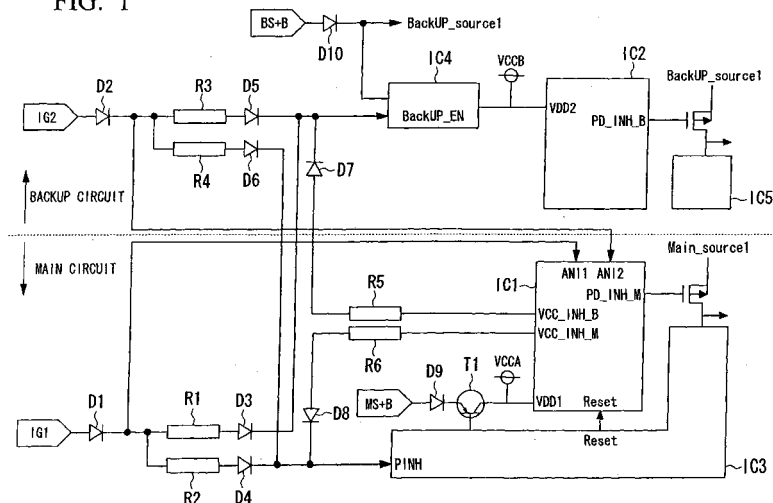 FIG. 1
BS+B
D10
BackUP_source1
IC4
VCCB
IC2
BackUP_source1
D2
R3
D5
IG2
BackUP_EN
VDD2
PD_INH_B
R4
D6
D7
IC5
BACKUP CIRCUIT
MAIN CIRCUIT
Main_source1
ANI1 ANI2
IC1
PD_INH_M
R5
VCC_INH_B
R6
VCC_INH_M
D9
T1
VCCA
D1
R1
D3
D8
MS+B
VDD1
Reset
IG1
Reset
R2
D4
PINH
IC3